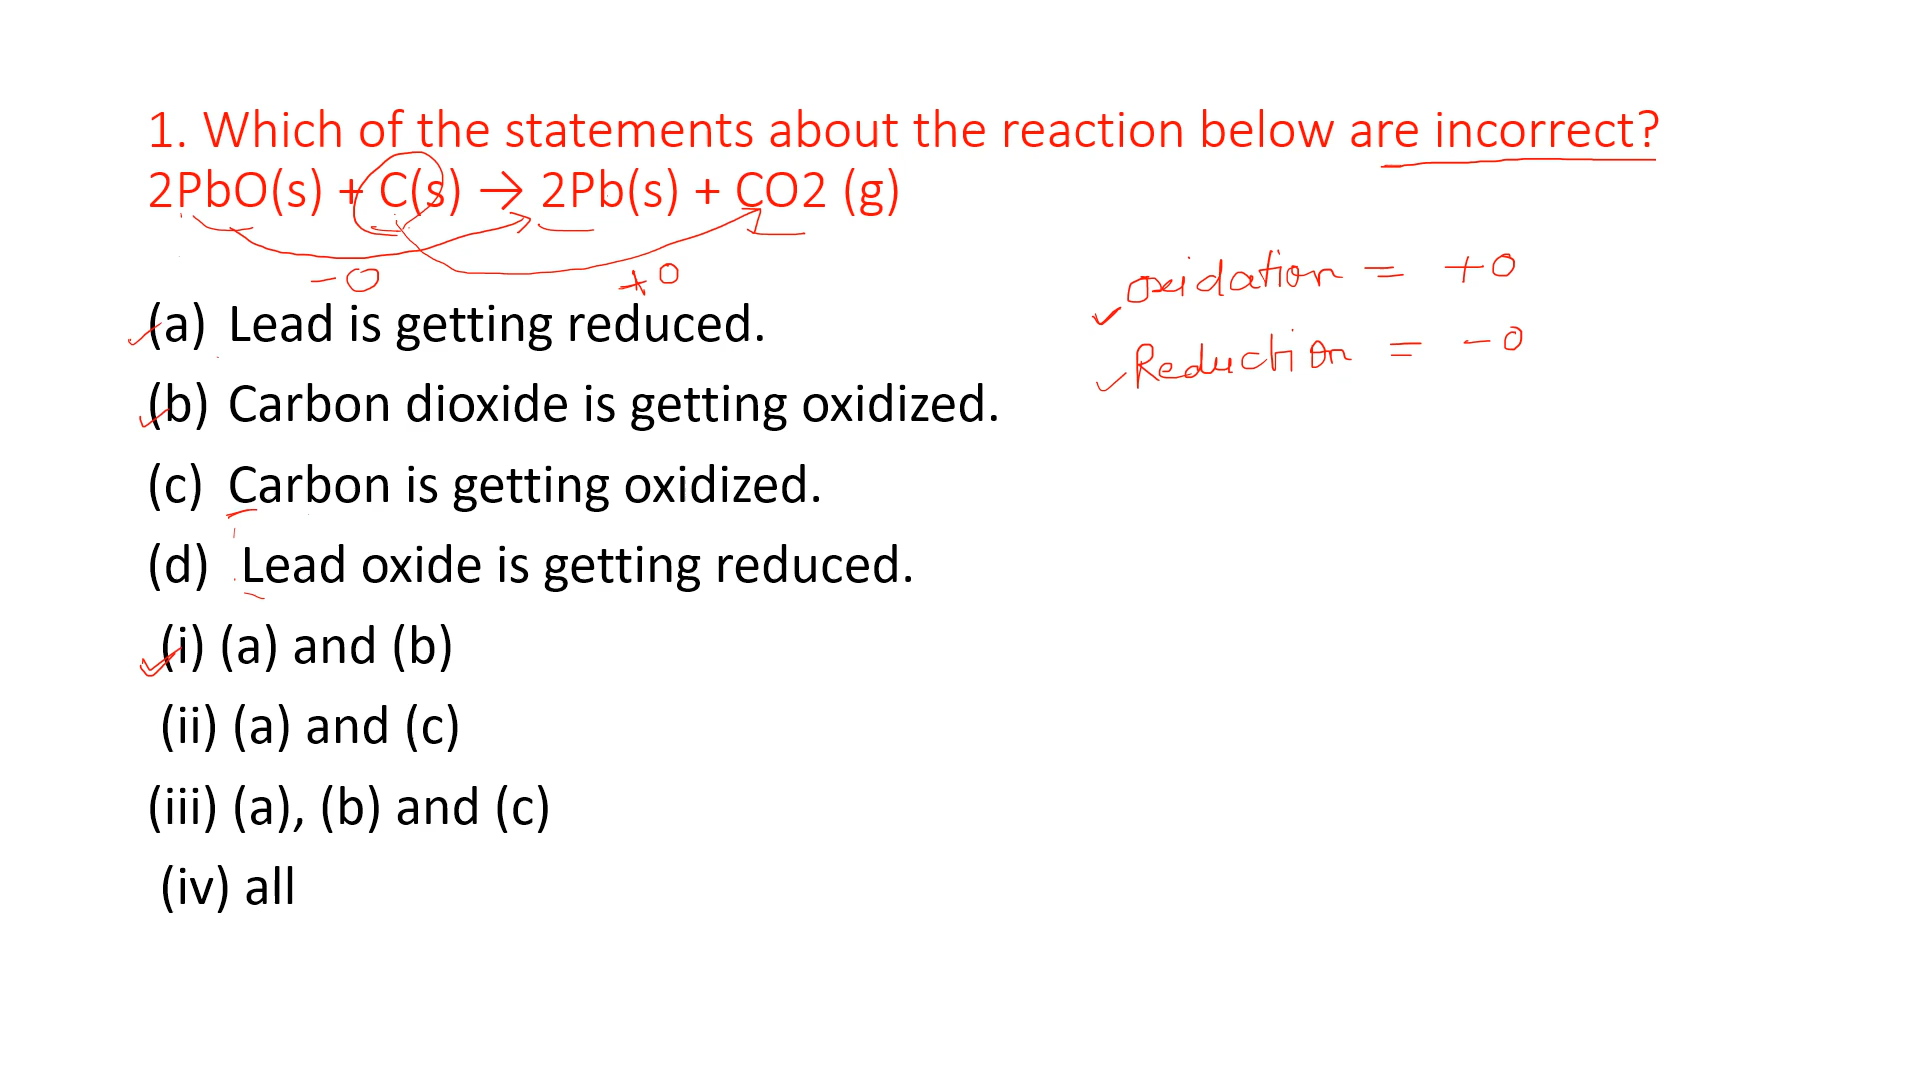 1. Which of the statements about the reaction below are incorrect?
2PbO(s) + C(s) → 2Pb(s) + CO2 (g)
-O
+O
oxidation = +O
Reduction = -O
(a) Lead is getting reduced.
(b) Carbon dioxide is getting oxidized.
(c) Carbon is getting oxidized.
(d) Lead oxide is getting reduced.
(i) (a) and (b)
(ii) (a) and (c)
(iii) (a), (b) and (c)
(iv) all